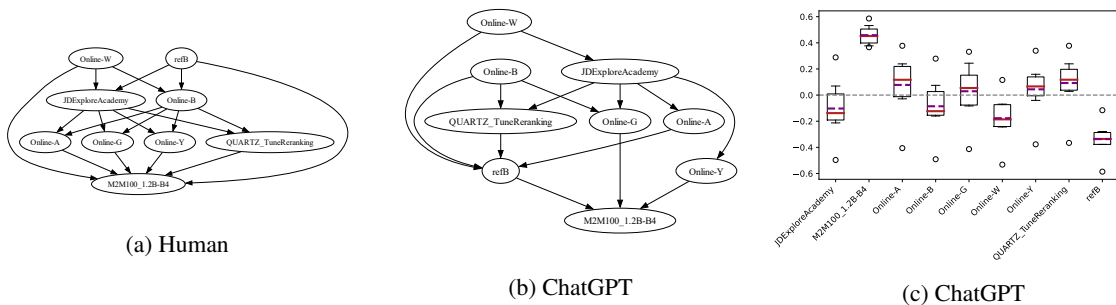 Online-W
refB
JDExploreAcademy
Online-B
Online-A
Online-G
Online-Y
QUARTZ_TuneReranking
M2M100_1.2B-B4
(a) Human
Online-W
Online-B
JDExploreAcademy
QUARTZ_TuneReranking
Online-G
Online-A
refB
Online-Y
M2M100_1.2B-B4
(b) ChatGPT
0.6
0.4
0.2
0.0
−0.2
−0.4
−0.6
JDExploreAcademy
M2M100_1.2B-B4
Online-A
Online-B
Online-G
Online-W
Online-Y
QUARTZ_TuneReranking
refB
(c) ChatGPT